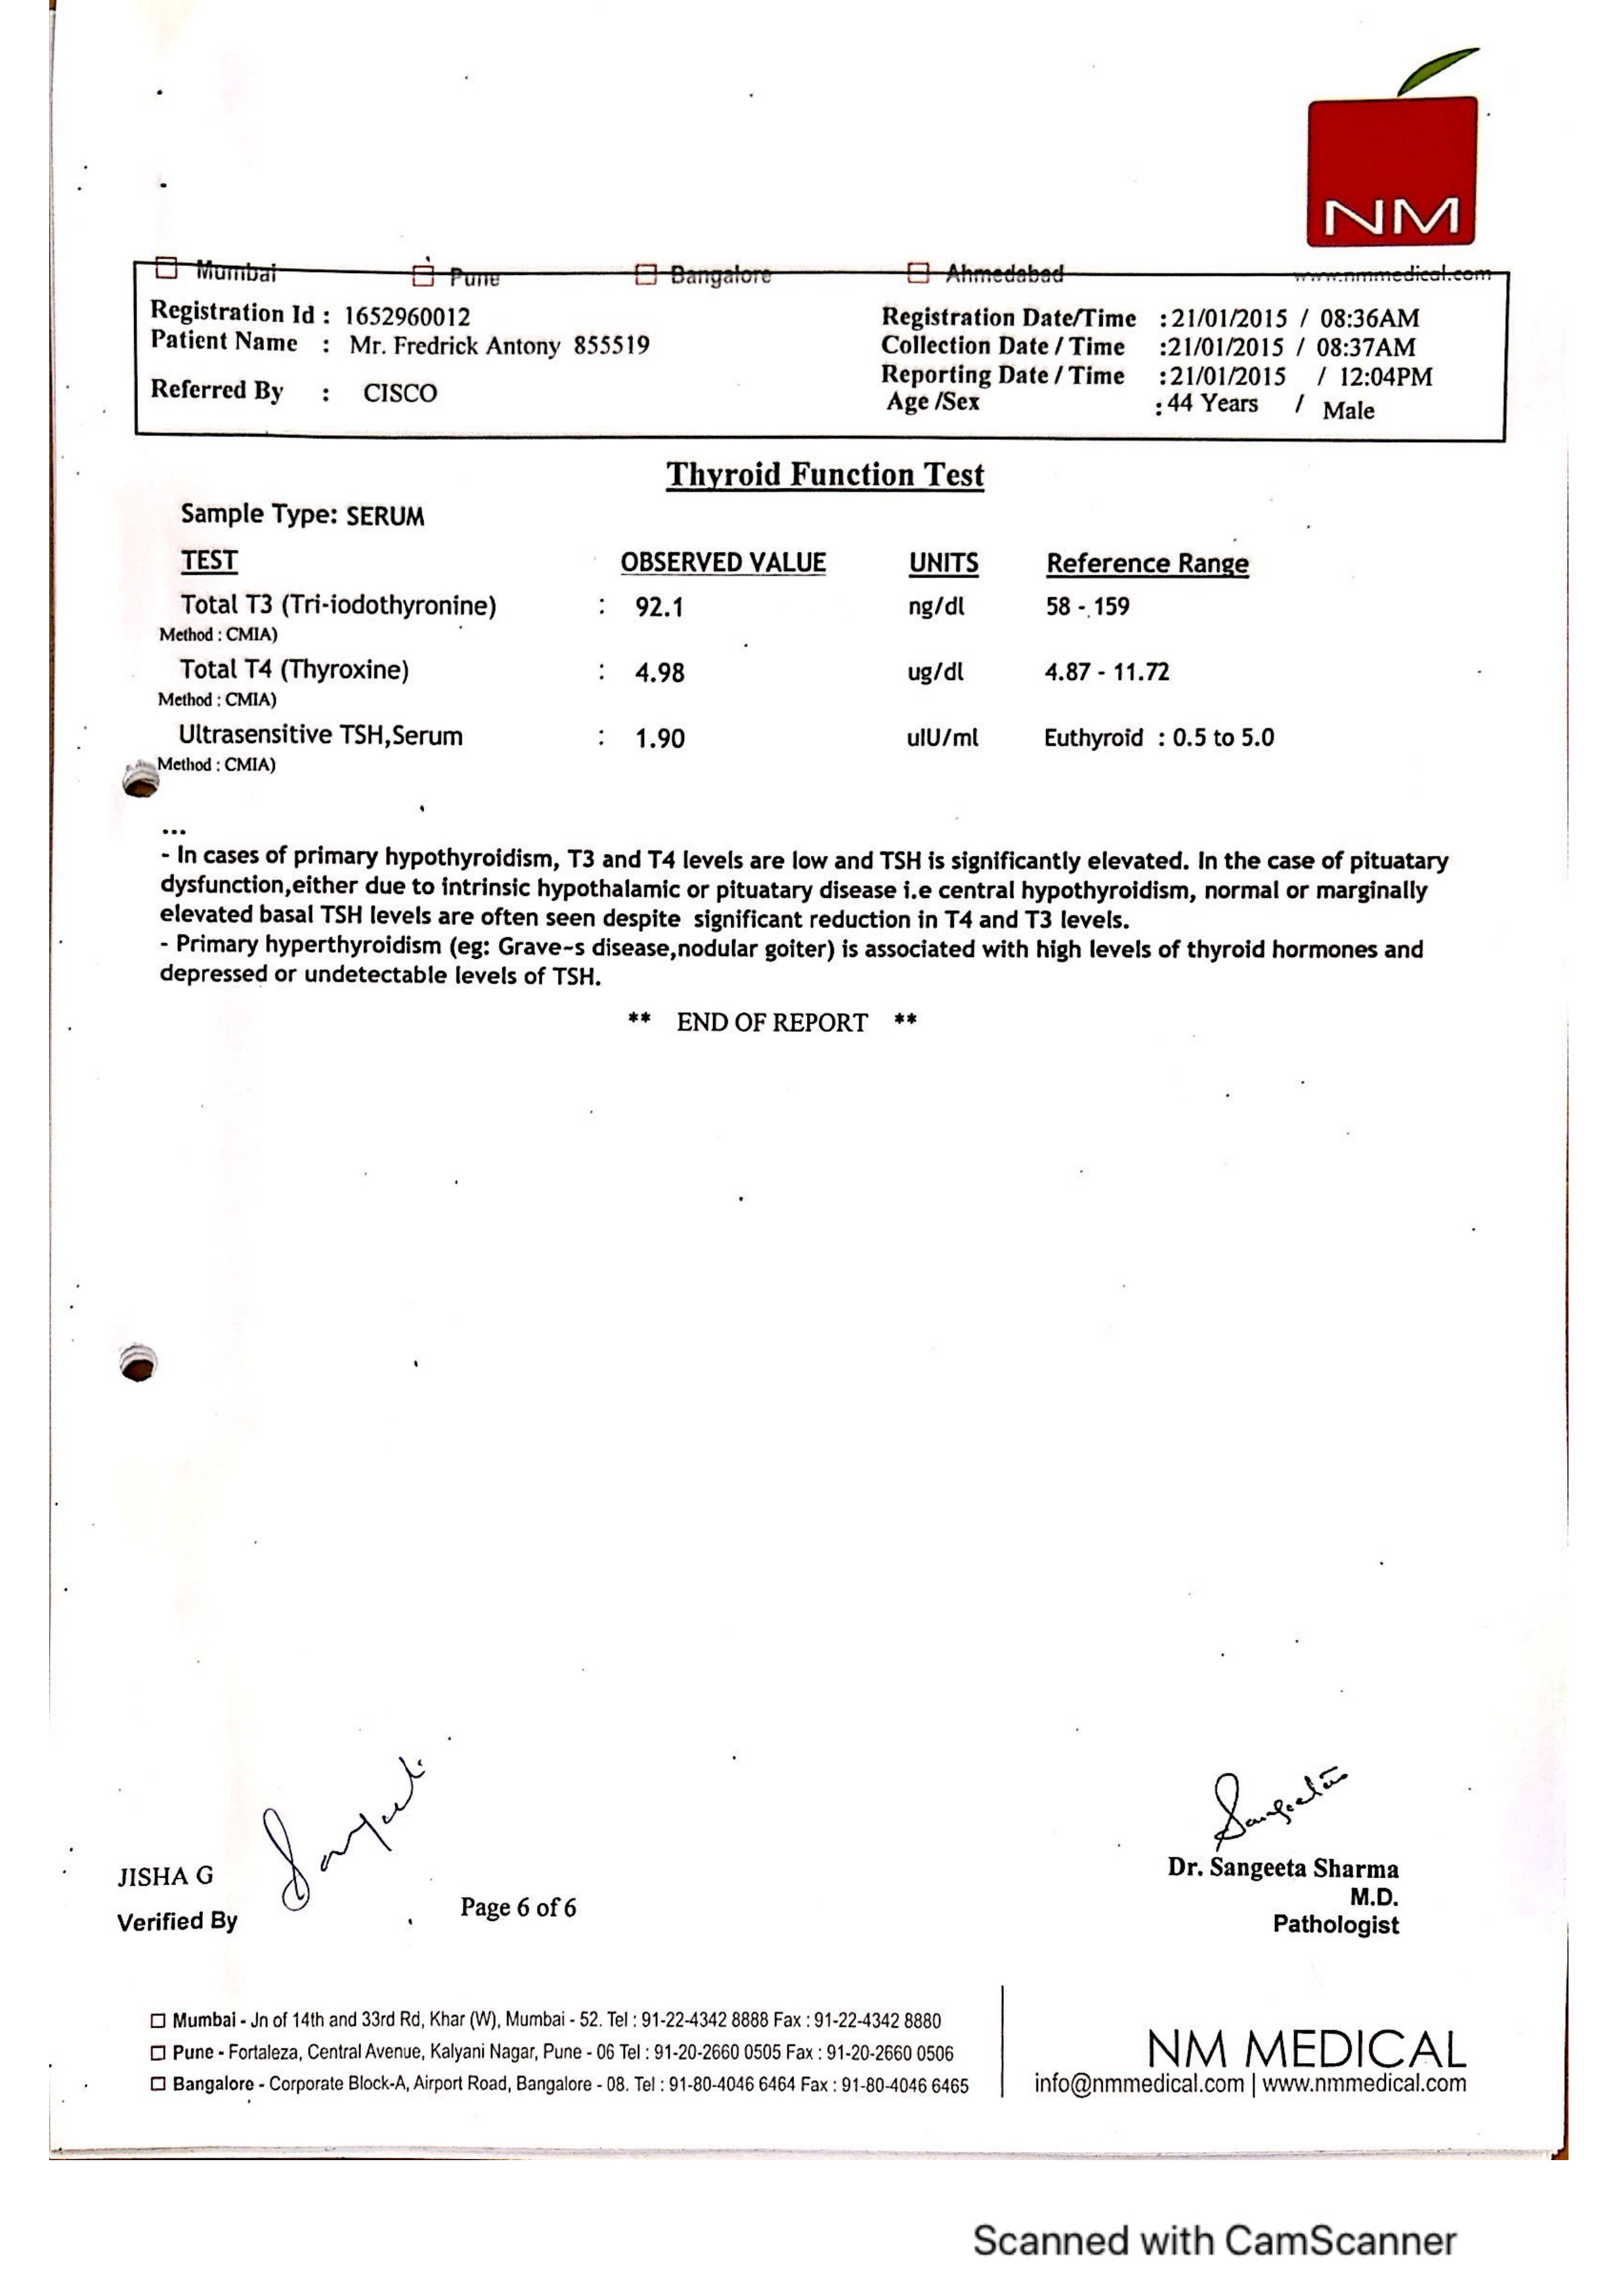 NM
Mumbai Pune Bangalore Ahmedabad www.nmmedical.com
Registration Id : 1652960012 Registration Date/Time : 21/01/2015 / 08:36AM
Patient Name : Mr. Fredrick Antony 855519 Collection Date / Time : 21/01/2015 / 08:37AM
Reporting Date / Time : 21/01/2015 / 12:04PM
Referred By : CISCO Age /Sex : 44 Years / Male
Thyroid Function Test
Sample Type: SERUM
TEST OBSERVED VALUE UNITS Reference Range
Total T3 (Tri-iodothyronine) : 92.1 ng/dl 58 - 159
Method : CMIA)
Total T4 (Thyroxine) : 4.98 ug/dl 4.87 - 11.72
Method : CMIA)
Ultrasensitive TSH,Serum : 1.90 uIU/ml Euthyroid : 0.5 to 5.0
Method : CMIA)
...
- In cases of primary hypothyroidism, T3 and T4 levels are low and TSH is significantly elevated. In the case of pituatary
dysfunction,either due to intrinsic hypothalamic or pituatary disease i.e central hypothyroidism, normal or marginally
elevated basal TSH levels are often seen despite significant reduction in T4 and T3 levels.
- Primary hyperthyroidism (eg: Grave~s disease,nodular goiter) is associated with high levels of thyroid hormones and
depressed or undetectable levels of TSH.
** END OF REPORT **
Sangeeta
Dr. Sangeeta Sharma
JISHA G
M.D.
Page 6 of 6
Verified By Pathologist
Mumbai - Jn of 14th and 33rd Rd, Khar (W), Mumbai - 52. Tel : 91-22-4342 8888 Fax : 91-22-4342 8880
Pune - Fortaleza, Central Avenue, Kalyani Nagar, Pune - 06 Tel : 91-20-2660 0505 Fax : 91-20-2660 0506
Bangalore - Corporate Block-A, Airport Road, Bangalore - 08. Tel : 91-80-4046 6464 Fax : 91-80-4046 6465
NM MEDICAL
info@nmmedical.com | www.nmmedical.com
Scanned with CamScanner